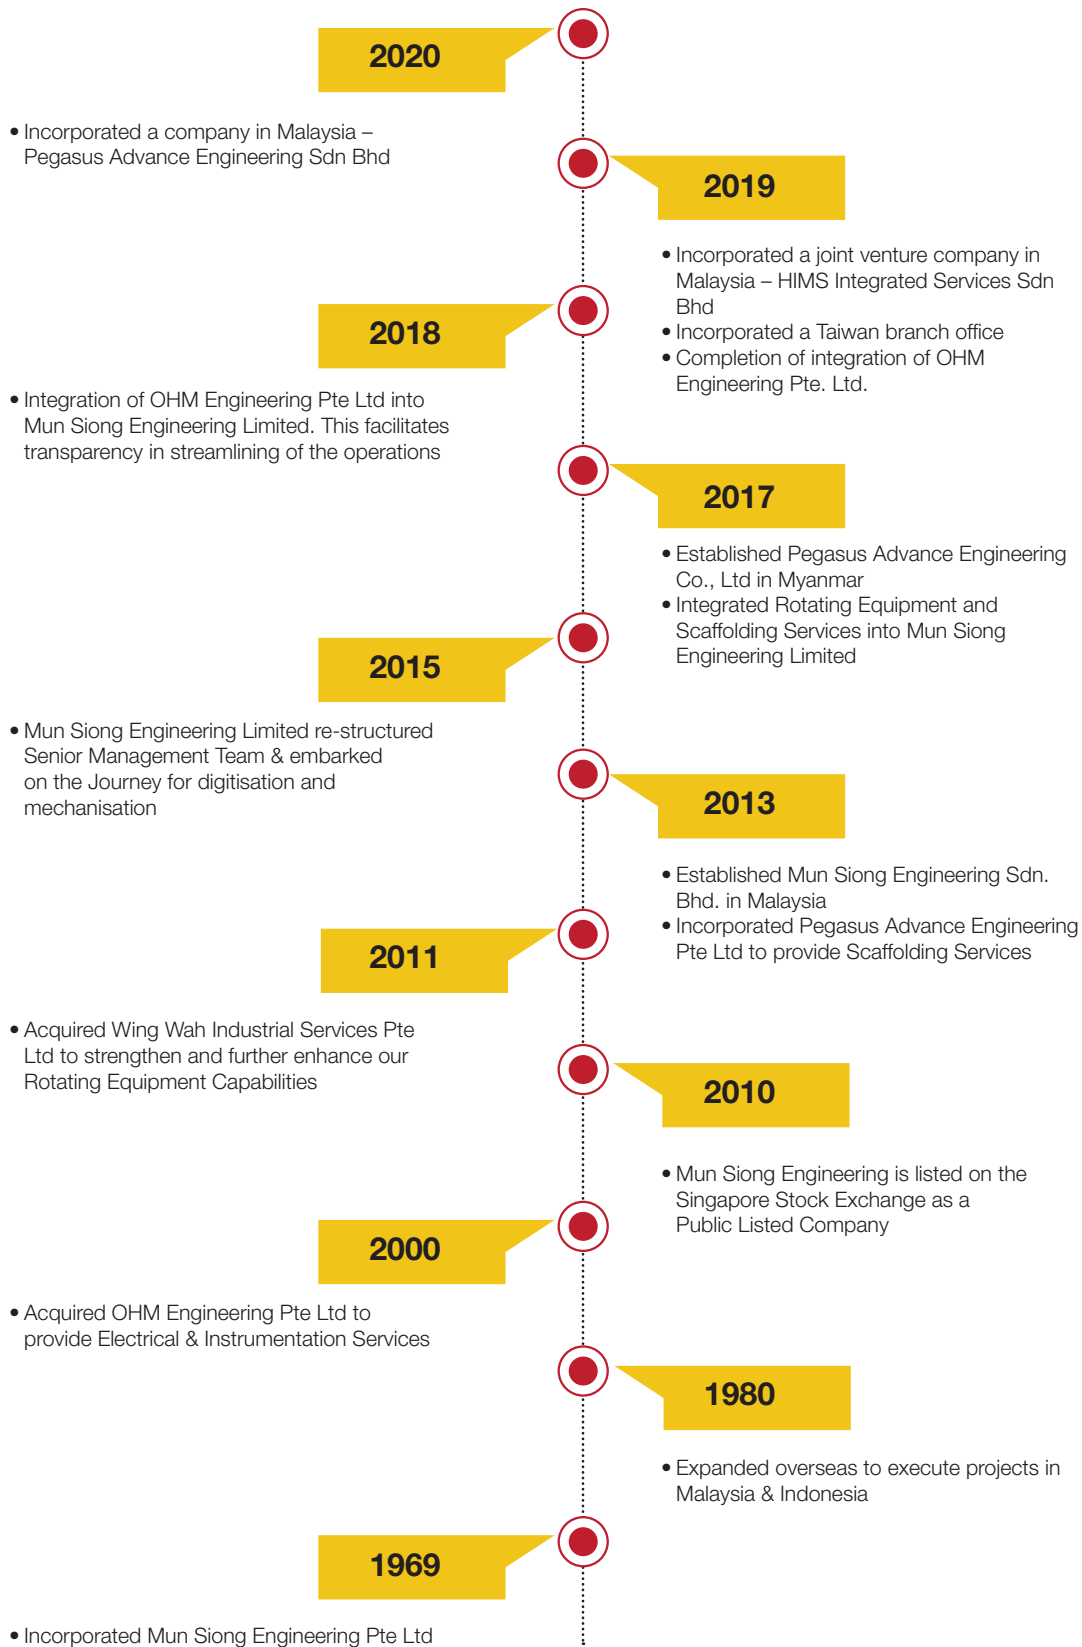 2020
• Incorporated a company in Malaysia –
Pegasus Advance Engineering Sdn Bhd
2019
• Incorporated a joint venture company in
Malaysia – HIMS Integrated Services Sdn
Bhd
• Incorporated a Taiwan branch office
• Completion of integration of OHM
Engineering Pte. Ltd.
2018
• Integration of OHM Engineering Pte Ltd into
Mun Siong Engineering Limited. This facilitates
transparency in streamlining of the operations
2017
• Established Pegasus Advance Engineering
Co., Ltd in Myanmar
• Integrated Rotating Equipment and
Scaffolding Services into Mun Siong
Engineering Limited
2015
• Mun Siong Engineering Limited re-structured
Senior Management Team & embarked
on the Journey for digitisation and
mechanisation
2013
• Established Mun Siong Engineering Sdn.
Bhd. in Malaysia
• Incorporated Pegasus Advance Engineering
Pte Ltd to provide Scaffolding Services
2011
• Acquired Wing Wah Industrial Services Pte
Ltd to strengthen and further enhance our
Rotating Equipment Capabilities
2010
• Mun Siong Engineering is listed on the
Singapore Stock Exchange as a
Public Listed Company
2000
• Acquired OHM Engineering Pte Ltd to
provide Electrical & Instrumentation Services
1980
• Expanded overseas to execute projects in
Malaysia & Indonesia
1969
• Incorporated Mun Siong Engineering Pte Ltd